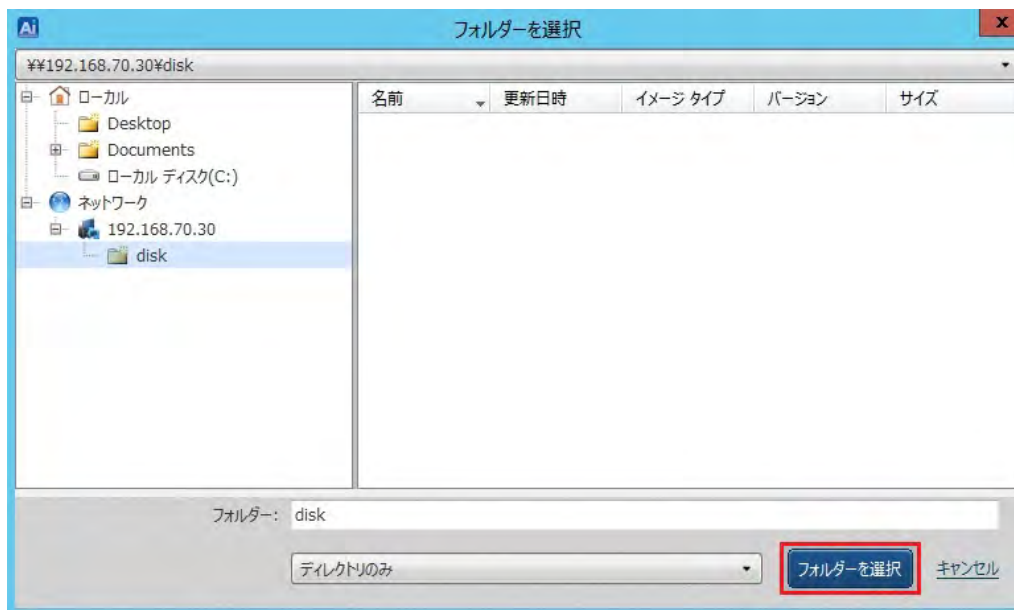 Ai
フォルダーを選択
x
¥¥192.168.70.30¥disk
ローカル
Desktop
Documents
ローカル ディスク(C:)
ネットワーク
192.168.70.30
disk
名前 更新日時 イメージ タイプ バージョン サイズ
フォルダー: disk
ディレクトリのみ フォルダーを選択 キャンセル